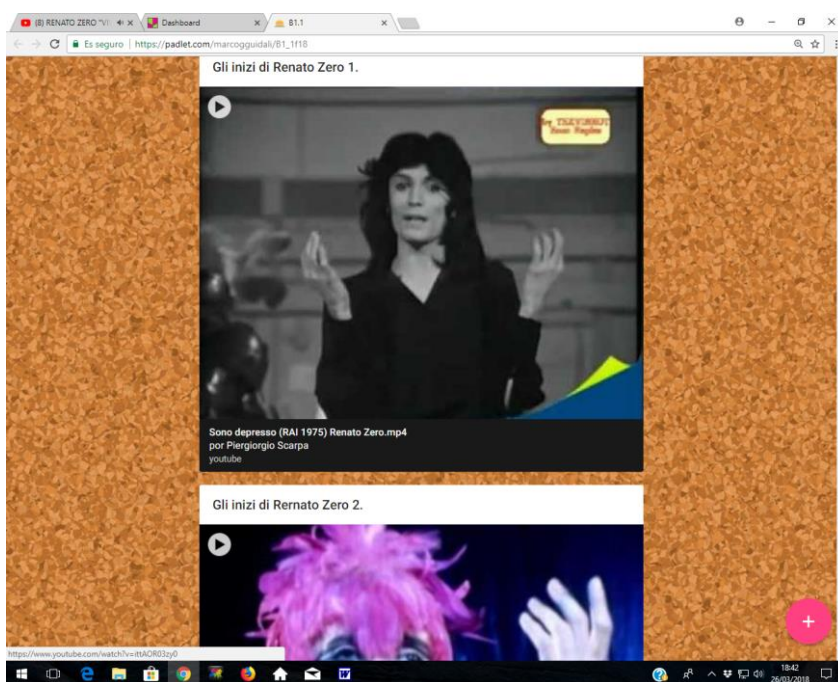 (8) RENATO ZERO "VI
Dashboard
B1.1
Es seguro | https://padlet.com/marcogguidali/B1_1f18
Gli inizi di Renato Zero 1.
Sono depresso (RAI 1975) Renato Zero.mp4
por Piergiorgio Scarpa
youtube
Gli inizi di Rernato Zero 2.
https://www.youtube.com/watch?v=ittAOR03zy0
18:42
26/03/2018